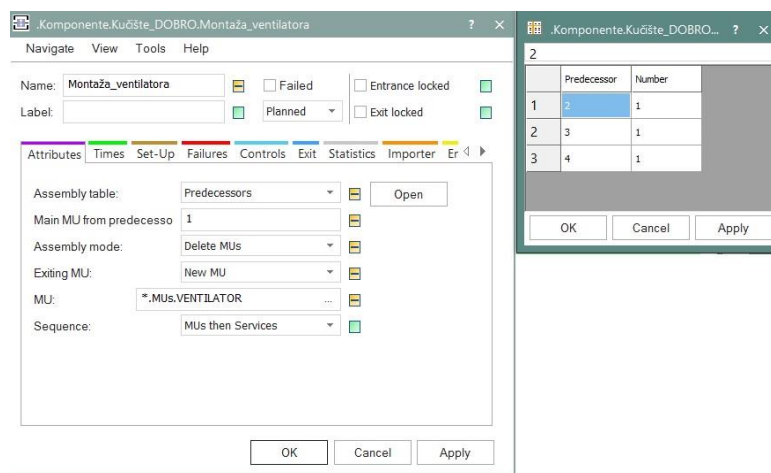 .Komponente.Kučište_DOBRO.Montaža_ventilatora ? ×
Navigate View Tools Help
Name: Montaža_ventilatora Failed Entrance locked
Label: Planned Exit locked
Attributes Times Set-Up Failures Controls Exit Statistics Importer Er
Assembly table: Predecessors Open
Main MU from predecesso 1
Assembly mode: Delete MUs
Exiting MU: New MU
MU: *.MUs.VENTILATOR ...
Sequence: MUs then Services
OK Cancel Apply
.Komponente.Kučište_DOBRO... ? ×
2
Predecessor Number
1 2 1
2 3 1
3 4 1
OK Cancel Apply